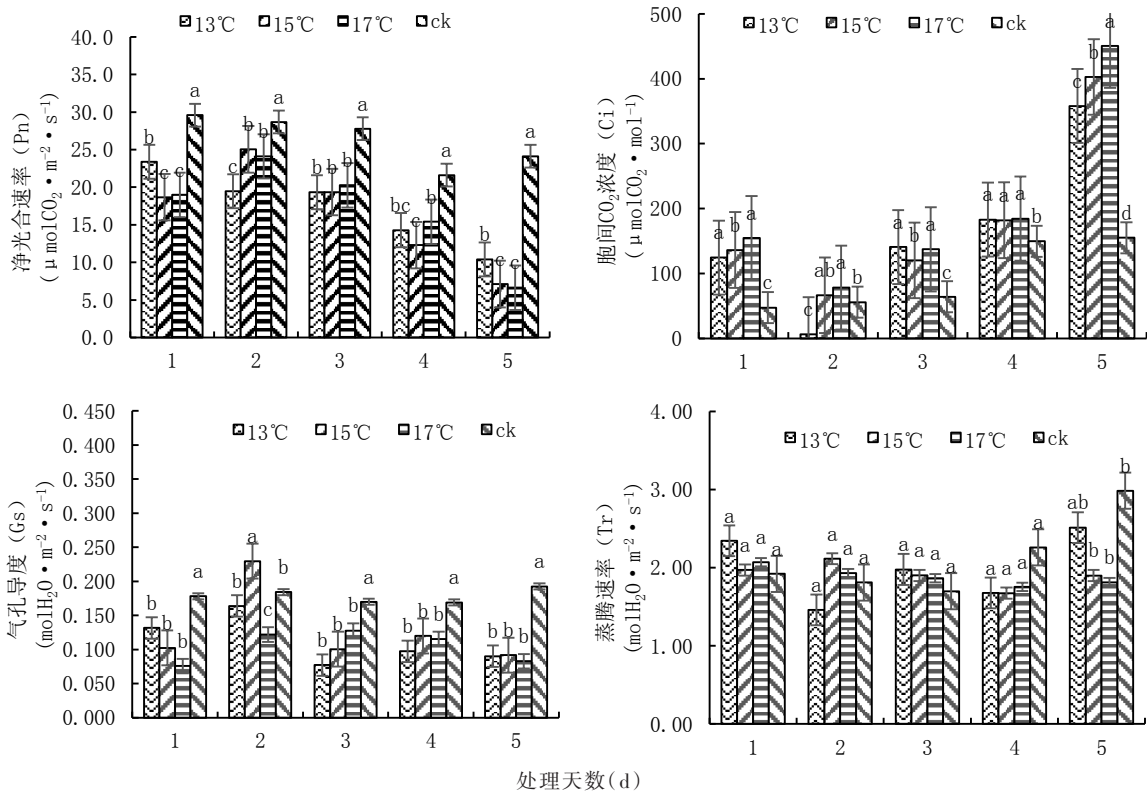 13℃ 15℃ 17℃ ck
净光合速率（Pn）
（μmolCO₂·m⁻²·s⁻¹）
40.0
35.0
30.0
25.0
20.0
15.0
10.0
5.0
0.0
b c c a
c b b a
b b b a
bc c b a
b c c a
1 2 3 4 5
13℃ 15℃ 17℃ ck
胞间CO₂浓度（Ci）
（μmolCO₂·mol⁻¹）
500
400
300
200
100
0
a b a c
c ab a b
a b a c
a a a b
c b a d
1 2 3 4 5
13℃ 15℃ 17℃ ck
气孔导度（Gs）
(molH₂O·m⁻²·s⁻¹)
0.450
0.400
0.350
0.300
0.250
0.200
0.150
0.100
0.050
0.000
b b b a
b a c b
b b b a
b b b a
b b b a
1 2 3 4 5
13℃ 15℃ 17℃ ck
蒸腾速率（Tr）
(molH₂O·m⁻²·s⁻¹)
4.00
3.00
2.00
1.00
0.00
a a a a
a a a a
a a a a
a a a a
ab b b b
1 2 3 4 5
处理天数(d)